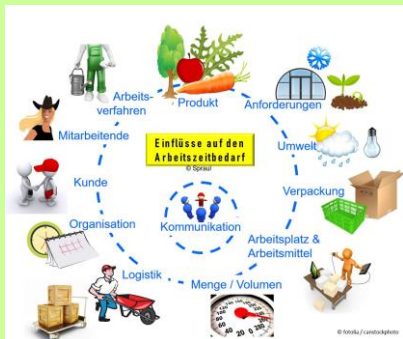 Arbeits-
verfahren
Produkt
Anforderungen
Mitarbeitende
Einflüsse auf den
Arbeitszeitbedarf
© Spraul
Umwelt
Kunde
Verpackung
Organisation
Kommunikation
Arbeitsplatz &
Arbeitsmittel
Logistik
Menge / Volumen
© fotolia / canstockphoto